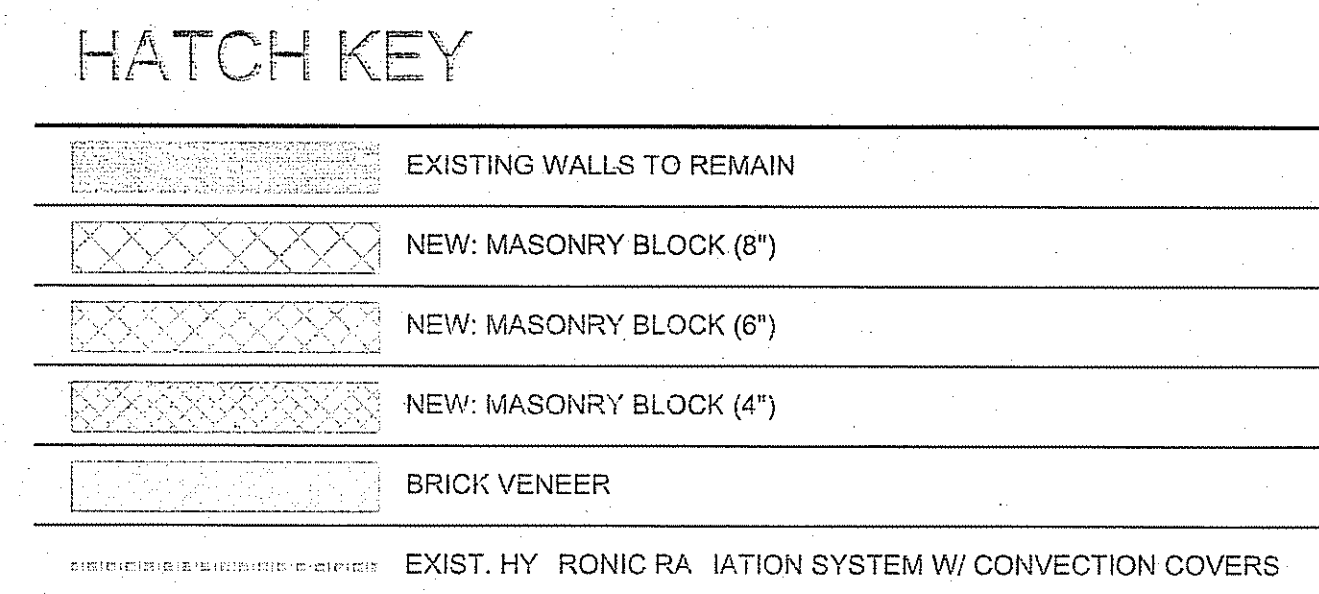 HATCH KEY
EXISTING WALLS TO REMAIN
NEW: MASONRY BLOCK (8")
NEW: MASONRY BLOCK (6")
NEW: MASONRY BLOCK (4")
BRICK VENEER
EXIST. HY RONIC RA IATION SYSTEM W/ CONVECTION COVERS